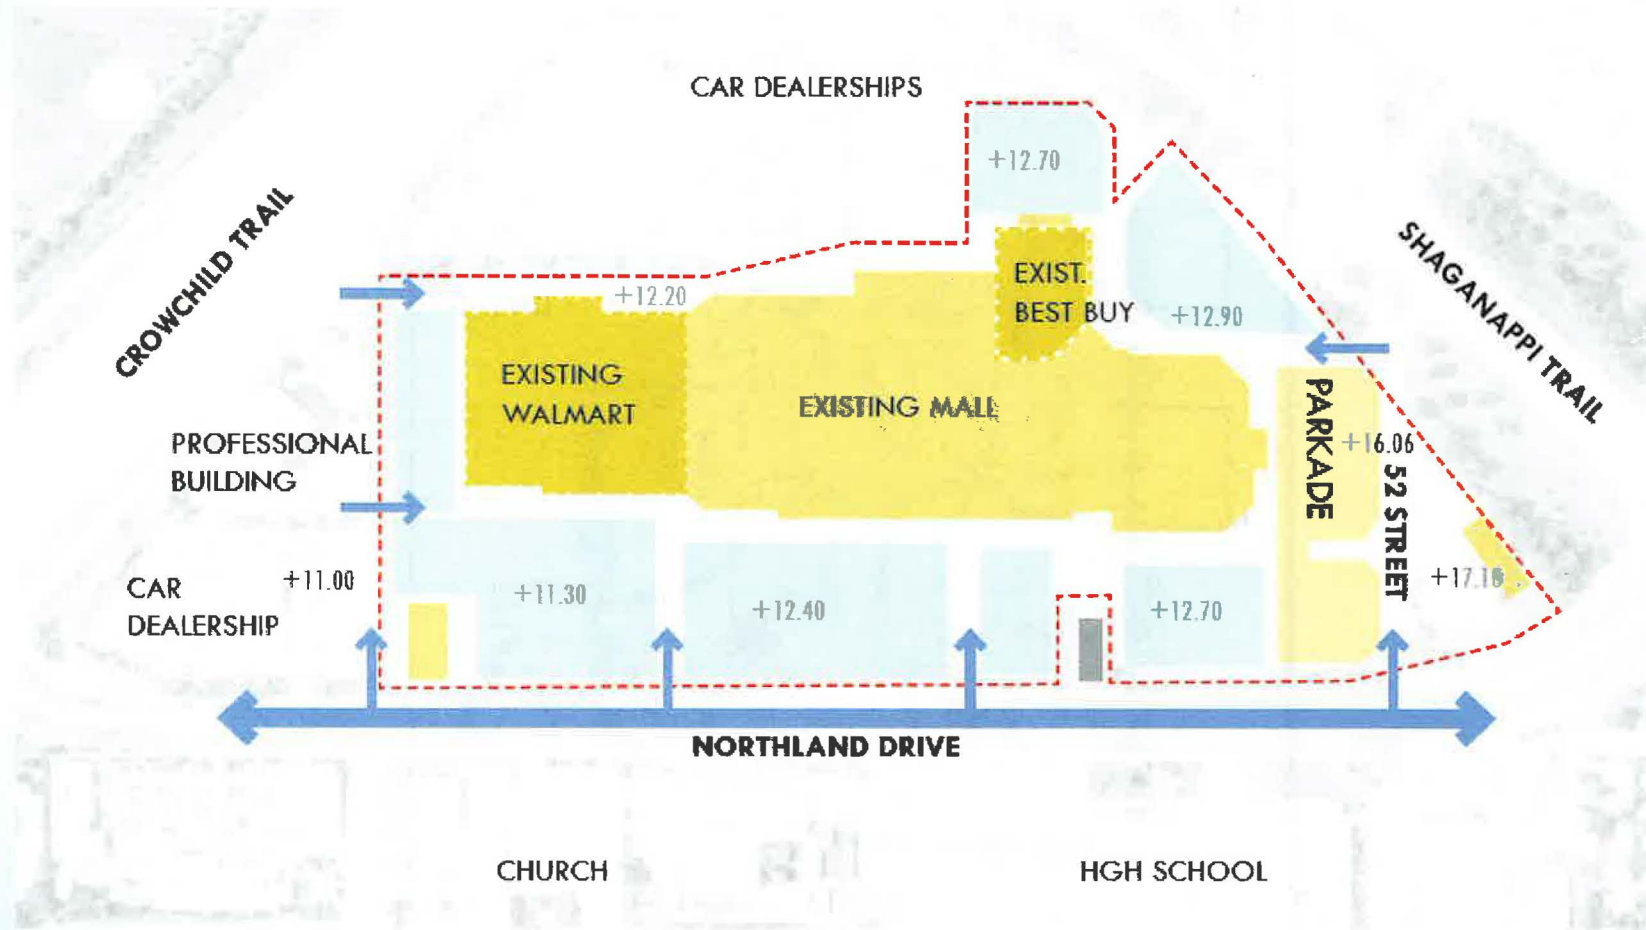 CAR DEALERSHIPS
+12.70
CROWCHILD TRAIL
SHAGANAPPI TRAIL
+12.20
EXIST.
BEST BUY
+12.90
EXISTING
WALMART
EXISTING MALL
PARKADE
+16.06
52 STREET
PROFESSIONAL
BUILDING
CAR
DEALERSHIP
+11.00
+11.30
+12.40
+12.70
NORTHLAND DRIVE
CHURCH
HGH SCHOOL